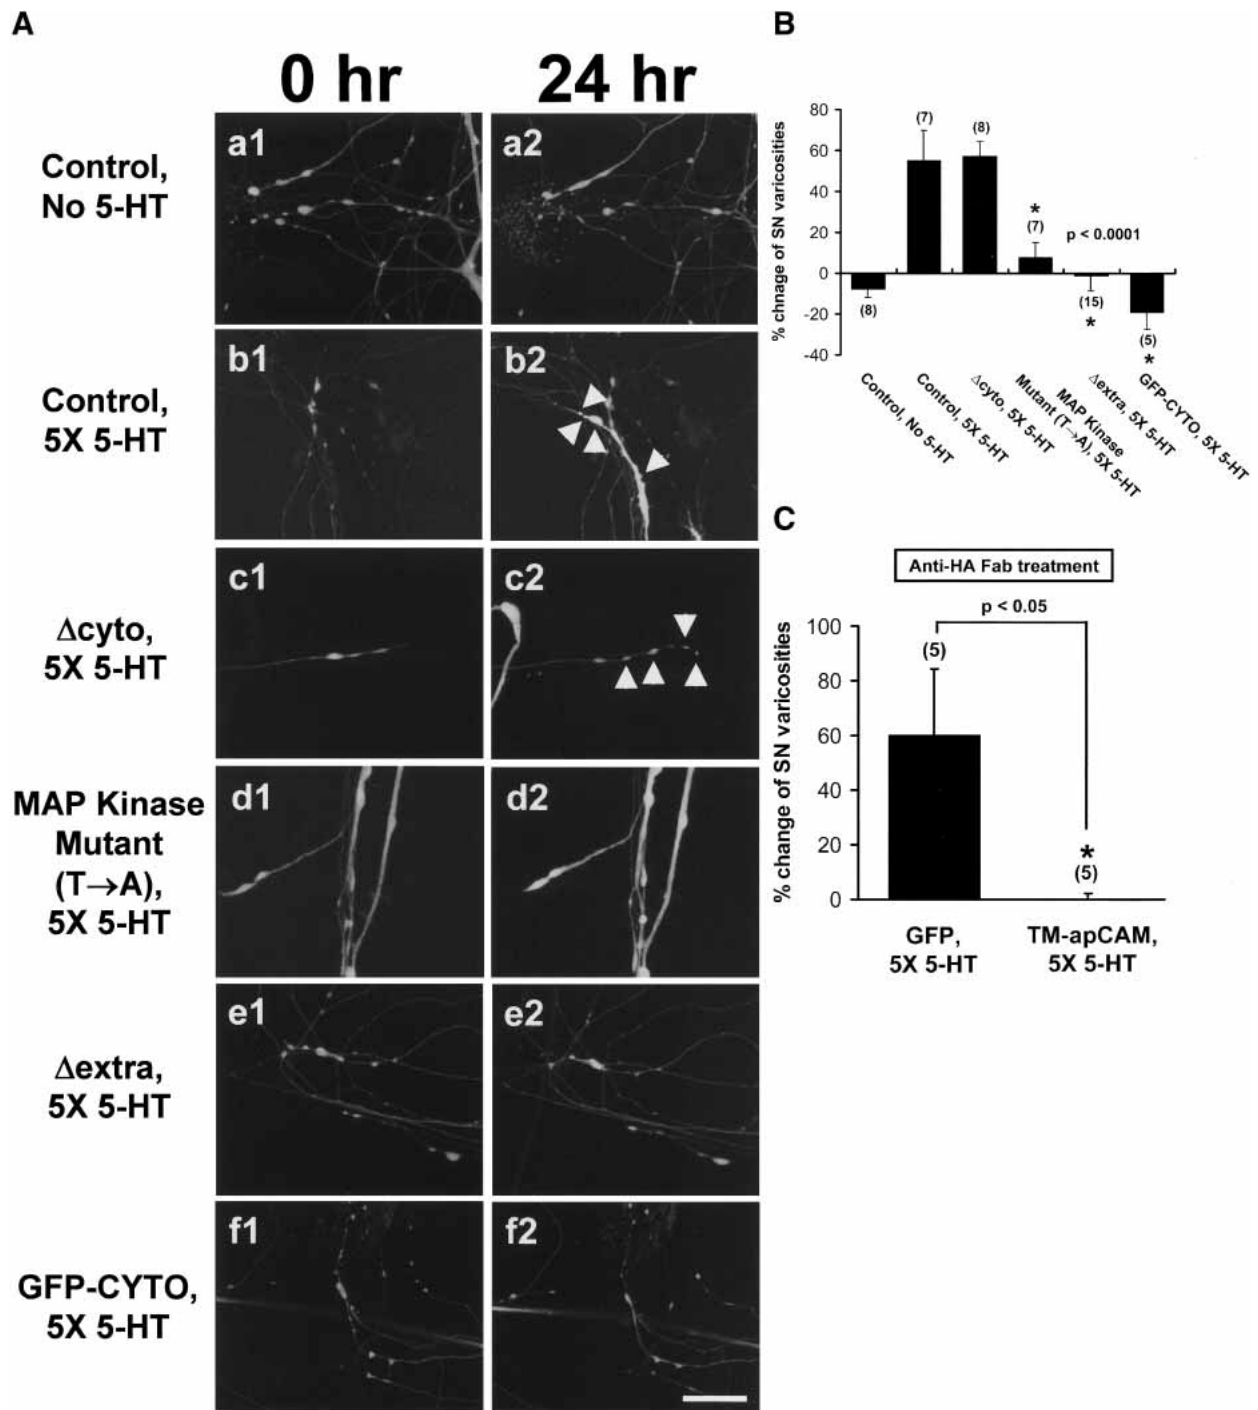 A
0 hr
24 hr
Control,
No 5-HT
a1
a2
Control,
5X 5-HT
b1
b2
Δcyto,
5X 5-HT
c1
c2
MAP Kinase
Mutant
(T→A),
5X 5-HT
d1
d2
Δextra,
5X 5-HT
e1
e2
GFP-CYTO,
5X 5-HT
f1
f2
B
% chnage of SN varicosities
80
60
40
20
0
-20
-40
(8)
(7)
(8)
*
(7)
p < 0.0001
(15)
*
(5)
*
Control, No 5-HT
Control, 5X 5-HT
Δcyto, 5X 5-HT
MAP Kinase
Mutant (T→A), 5X 5-HT
Δextra, 5X 5-HT
GFP-CYTO, 5X 5-HT
C
Anti-HA Fab treatment
p < 0.05
% change of SN varicosities
100
80
60
40
20
0
(5)
*
(5)
GFP,
5X 5-HT
TM-apCAM,
5X 5-HT